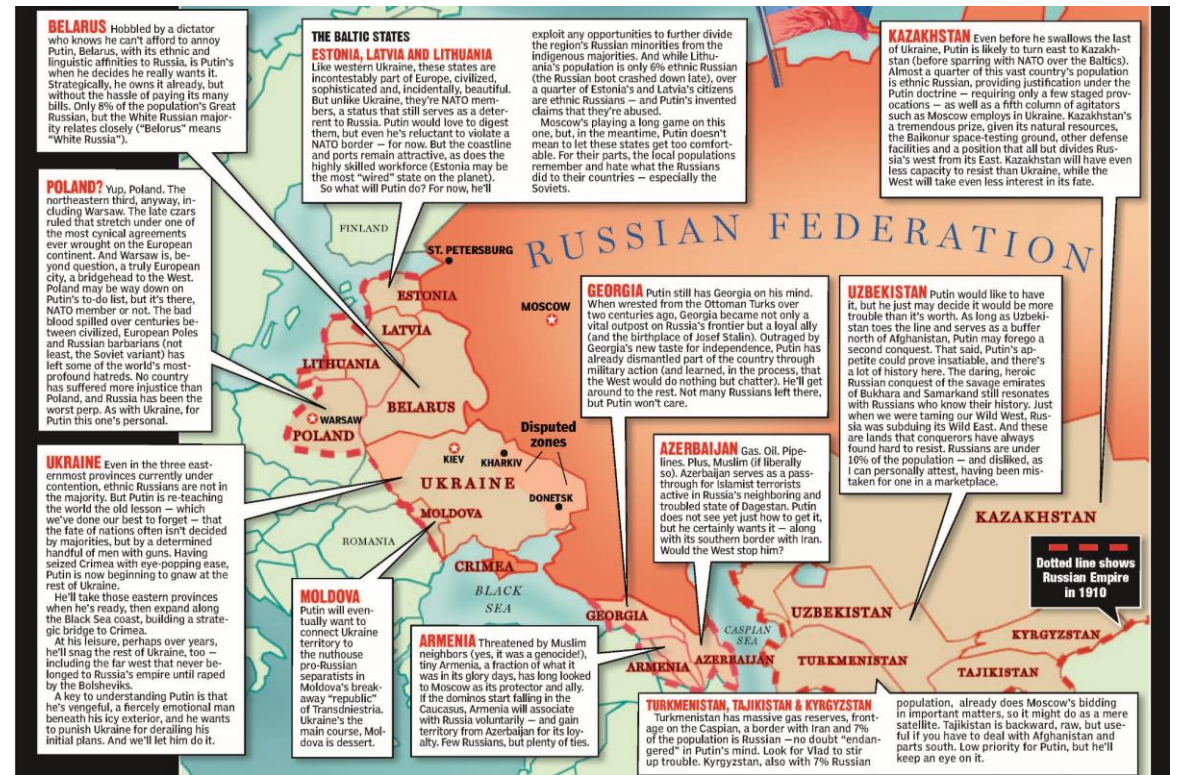 BELARUS Hobbled by a dictator
who knows he can't afford to annoy
Putin, Belarus, with its ethnic and
linguistic affinities to Russia, is Putin's
when he decides he really wants it.
Strategically, he owns it already, but
without the hassle of paying its many
bills. Only 8% of the population's Great
Russian, but the White Russian major-
ity relates closely ("Belorus" means
"White Russia").
THE BALTIC STATES
ESTONIA, LATVIA AND LITHUANIA
Like western Ukraine, these states are
incontestably part of Europe, civilized,
sophisticated and, incidentally, beautiful.
But unlike Ukraine, they're NATO mem-
bers, a status that still serves as a deter-
rent to Russia. Putin would love to digest
them, but even he's reluctant to violate a
NATO border — for now. But the coastline
and ports remain attractive, as does the
highly skilled workforce (Estonia may be
the most "wired" state on the planet).
So what will Putin do? For now, he'll
exploit any opportunities to further divide
the region's Russian minorities from the
indigenous majorities. And while Lithu-
ania's population is only 6% ethnic Russian
(the Russian boot crashed down late), over
a quarter of Estonia's and Latvia's citizens
are ethnic Russians — and Putin's invented
claims that they're abused.
Moscow's playing a long game on this
one, but, in the meantime, Putin doesn't
mean to let these states get too comfort-
able. For their parts, the local populations
remember and hate what the Russians
did to their countries — especially the
Soviets.
KAZAKHSTAN Even before he swallows the last
of Ukraine, Putin is likely to turn east to Kazakh-
stan (before sparring with NATO over the Baltics).
Almost a quarter of this vast country's population
is ethnic Russian, providing justification under the
Putin doctrine — requiring only a few staged prov-
ocations — as well as a fifth column of agitators
such as Moscow employs in Ukraine. Kazakhstan's
a tremendous prize, given its natural resources,
the Baikonur space-testing ground, other defense
facilities and a position that all but divides Rus-
sia's west from its East. Kazakhstan will have even
less capacity to resist than Ukraine, while the
West will take even less interest in its fate.
POLAND? Yup, Poland. The
northeastern third, anyway, in-
cluding Warsaw. The late czars
ruled that stretch under one of
the most cynical agreements
ever wrought on the European
continent. And Warsaw is, be-
yond question, a truly European
city, a bridgehead to the West.
Poland may be way down on
Putin's to-do list, but it's there,
NATO member or not. The bad
blood spilled over centuries be-
tween civilized, European Poles
and Russian barbarians (not
least, the Soviet variant) has
left some of the world's most-
profound hatreds. No country
has suffered more injustice than
Poland, and Russia has been the
worst perp. As with Ukraine, for
Putin this one's personal.
FINLAND
ST. PETERSBURG
RUSSIAN FEDERATION
MOSCOW
ESTONIA
LATVIA
LITHUANIA
BELARUS
WARSAW
POLAND
GEORGIA Putin still has Georgia on his mind.
When wrested from the Ottoman Turks over
two centuries ago, Georgia became not only a
vital outpost on Russia's frontier but a loyal ally
(and the birthplace of Josef Stalin). Outraged by
Georgia's new taste for independence, Putin has
already dismantled part of the country through
military action (and learned, in the process, that
the West would do nothing but chatter). He'll get
around to the rest. Not many Russians left there,
but Putin won't care.
UZBEKISTAN Putin would like to have
it, but he just may decide it would be more
trouble than it's worth. As long as Uzbeki-
stan toes the line and serves as a buffer
north of Afghanistan, Putin may forego a
second conquest. That said, Putin's ap-
petite could prove insatiable, and there's
a lot of history here. The daring, heroic
Russian conquest of the savage emirates
of Bukhara and Samarkand still resonates
with Russians who know their history. Just
when we were taming our Wild West, Rus-
sia was subduing its Wild East. And these
are lands that conquerors have always
found hard to resist. Russians are under
10% of the population — and disliked, as
I can personally attest, having been mis-
taken for one in a marketplace.
UKRAINE Even in the three east-
ernmost provinces currently under
contention, ethnic Russians are not in
the majority. But Putin is re-teaching
the world the old lesson — which
we've done our best to forget — that
the fate of nations often isn't decided
by majorities, but by a determined
handful of men with guns. Having
seized Crimea with eye-popping ease,
Putin is now beginning to gnaw at the
rest of Ukraine.
He'll take those eastern provinces
when he's ready, then expand along
the Black Sea coast, building a strate-
gic bridge to Crimea.
At his leisure, perhaps over years,
he'll snag the rest of Ukraine, too —
including the far west that never be-
longed to Russia's empire until raped
by the Bolsheviks.
A key to understanding Putin is that
he's vengeful, a fiercely emotional man
beneath his icy exterior, and he wants
to punish Ukraine for derailing his
initial plans. And we'll let him do it.
Disputed
zones
KIEV
KHARKIV
UKRAINE
DONETSK
MOLDOVA
ROMANIA
CRIMEA
BLACK
SEA
AZERBAIJAN Gas. Oil. Pipe-
lines. Plus, Muslim (if liberally
so). Azerbaijan serves as a pass-
through for Islamist terrorists
active in Russia's neighboring and
troubled state of Dagestan. Putin
does not see yet just how to get it,
but he certainly wants it — along
with its southern border with Iran.
Would the West stop him?
KAZAKHSTAN
Dotted line shows
Russian Empire
in 1910
MOLDOVA
Putin will even-
tually want to
connect Ukraine
territory to
the nuthouse
pro-Russian
separatists in
Moldova's break-
away "republic"
of Transdniestria.
Ukraine's the
main course, Mol-
dova is dessert.
ARMENIA Threatened by Muslim
neighbors (yes, it was a genocide!),
tiny Armenia, a fraction of what it
was in its glory days, has long looked
to Moscow as its protector and ally.
If the dominos start falling in the
Caucasus, Armenia will associate
with Russia voluntarily — and gain
territory from Azerbaijan for its loy-
alty. Few Russians, but plenty of ties.
GEORGIA
ARMENIA
AZERBAIJAN
CASPIAN
SEA
UZBEKISTAN
KYRGYZSTAN
TURKMENISTAN
TAJIKISTAN
TURKMENISTAN, TAJIKISTAN & KYRGYZSTAN
Turkmenistan has massive gas reserves, front-
age on the Caspian, a border with Iran and 7%
of the population is Russian —no doubt "endan-
gered" in Putin's mind. Look for Vlad to stir
up trouble. Kyrgyzstan, also with 7% Russian
population, already does Moscow's bidding
in important matters, so it might do as a mere
satellite. Tajikistan is backward, raw, but use-
ful if you have to deal with Afghanistan and
parts south. Low priority for Putin, but he'll
keep an eye on it.